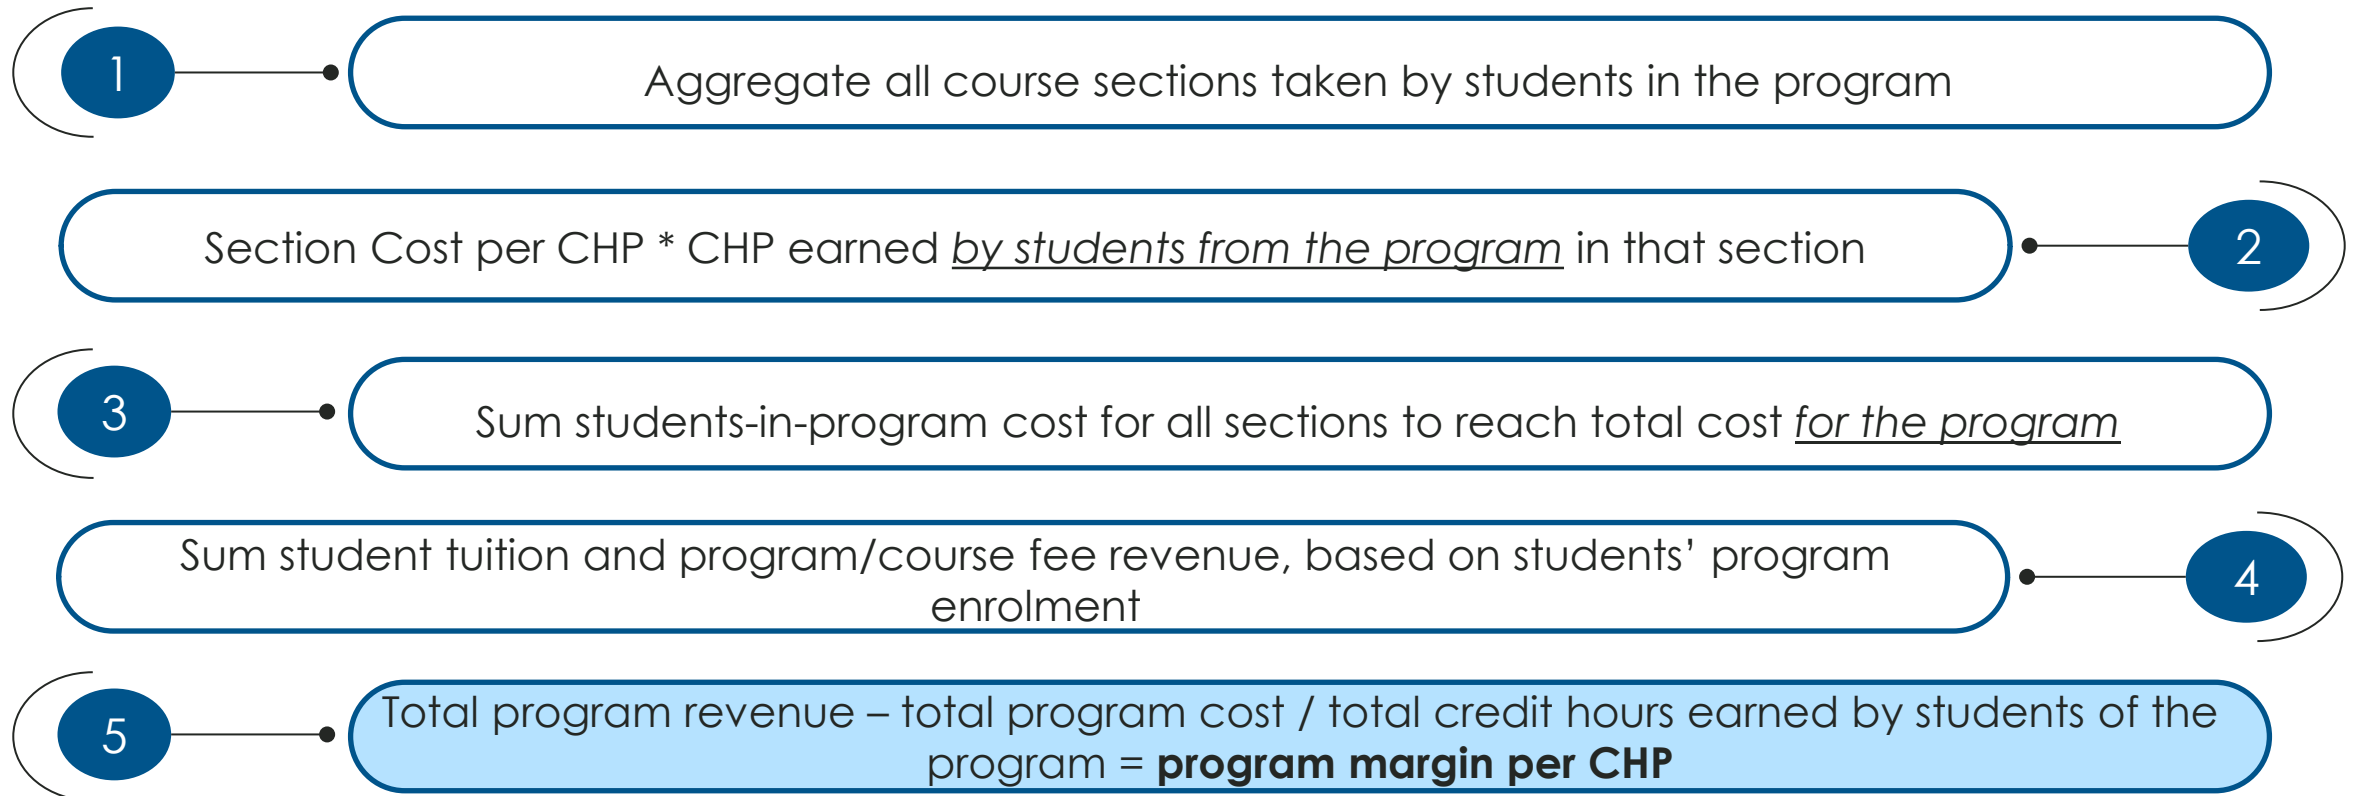 1
Aggregate all course sections taken by students in the program
Section Cost per CHP * CHP earned by students from the program in that section
2
3
Sum students-in-program cost for all sections to reach total cost for the program
Sum student tuition and program/course fee revenue, based on students’ program
enrolment
4
5
Total program revenue – total program cost / total credit hours earned by students of the
program = program margin per CHP